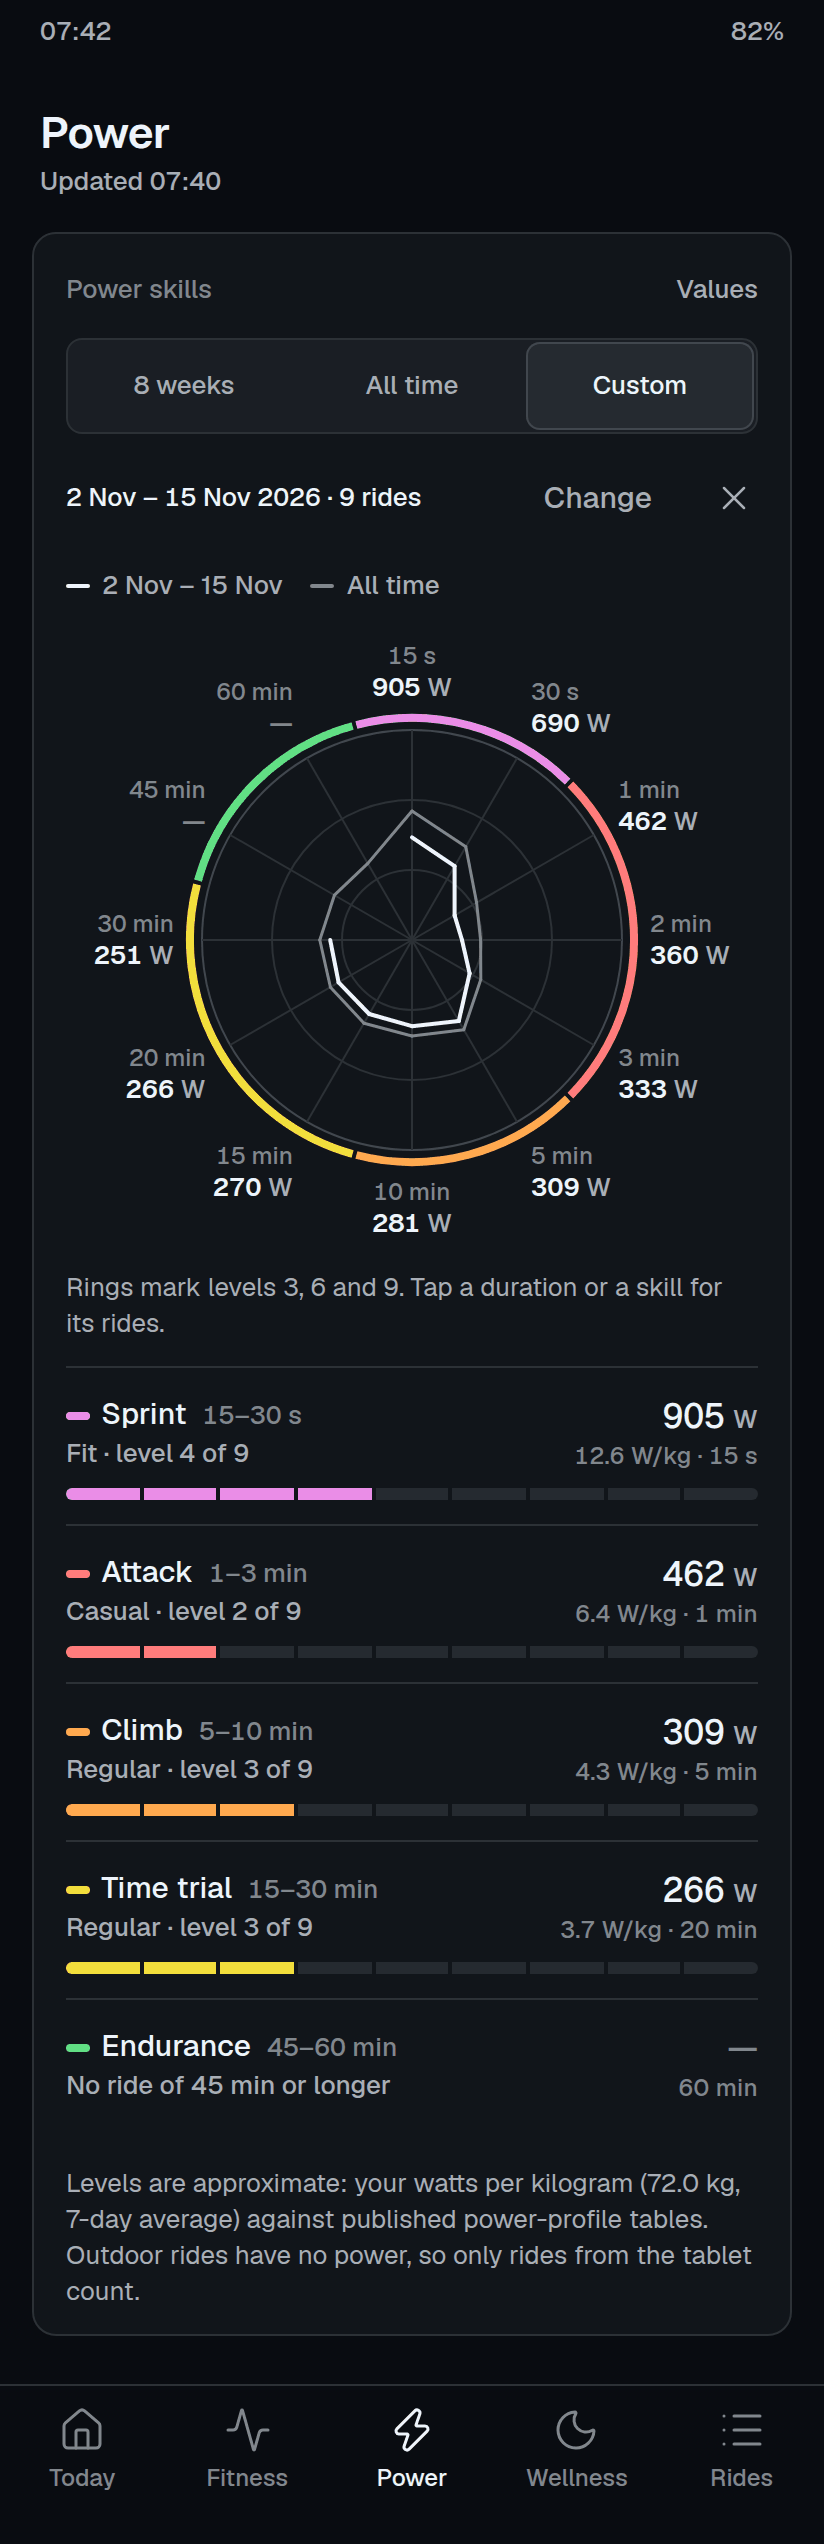 07:42 82%
Power
Updated 07:40
Power skills Values
8 weeks All time Custom
2 Nov – 15 Nov 2026 · 9 rides Change
2 Nov – 15 Nov All time
15 s
905 W
30 s
690 W
1 min
462 W
2 min
360 W
3 min
333 W
5 min
309 W
10 min
281 W
15 min
270 W
20 min
266 W
30 min
251 W
45 min
—
60 min
—
Rings mark levels 3, 6 and 9. Tap a duration or a skill for
its rides.
Sprint 15–30 s 905 W
Fit · level 4 of 9 12.6 W/kg · 15 s
Attack 1–3 min 462 W
Casual · level 2 of 9 6.4 W/kg · 1 min
Climb 5–10 min 309 W
Regular · level 3 of 9 4.3 W/kg · 5 min
Time trial 15–30 min 266 W
Regular · level 3 of 9 3.7 W/kg · 20 min
Endurance 45–60 min —
No ride of 45 min or longer 60 min
Levels are approximate: your watts per kilogram (72.0 kg,
7-day average) against published power-profile tables.
Outdoor rides have no power, so only rides from the tablet
count.
Today Fitness Power Wellness Rides